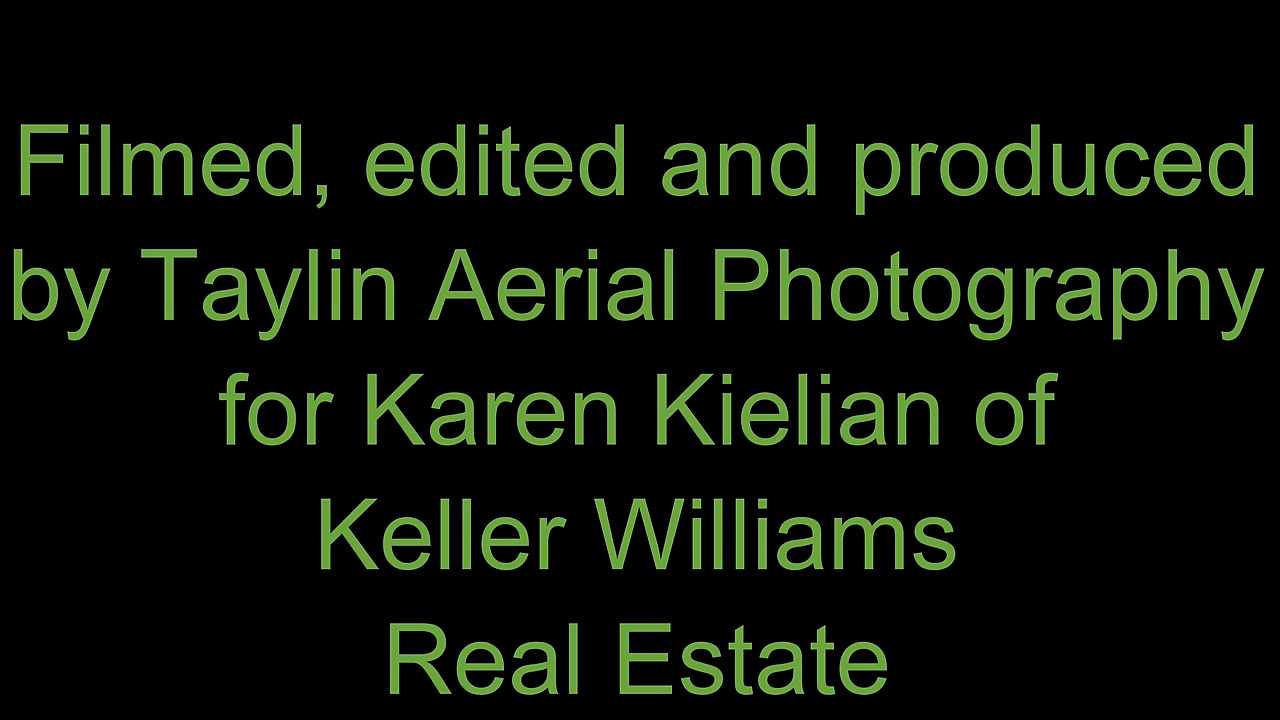 Filmed, edited and produced
by Taylin Aerial Photography
for Karen Kielian of
Keller Williams
Real Estate